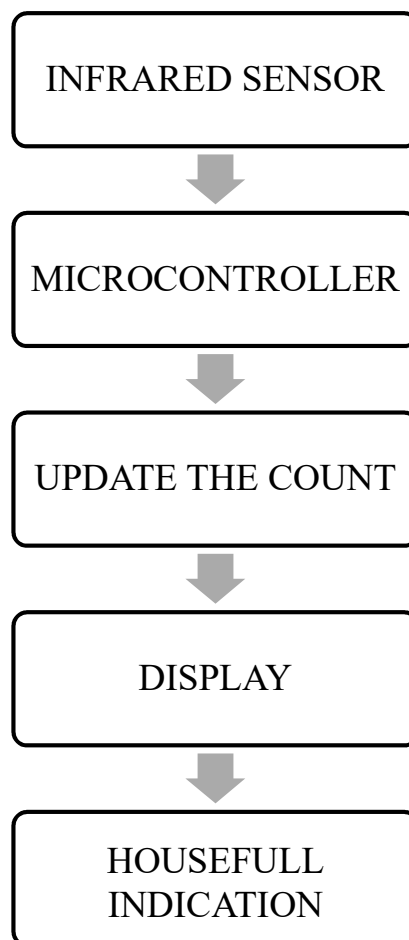 INFRARED SENSOR
MICROCONTROLLER
UPDATE THE COUNT
DISPLAY
HOUSEFULL
INDICATION